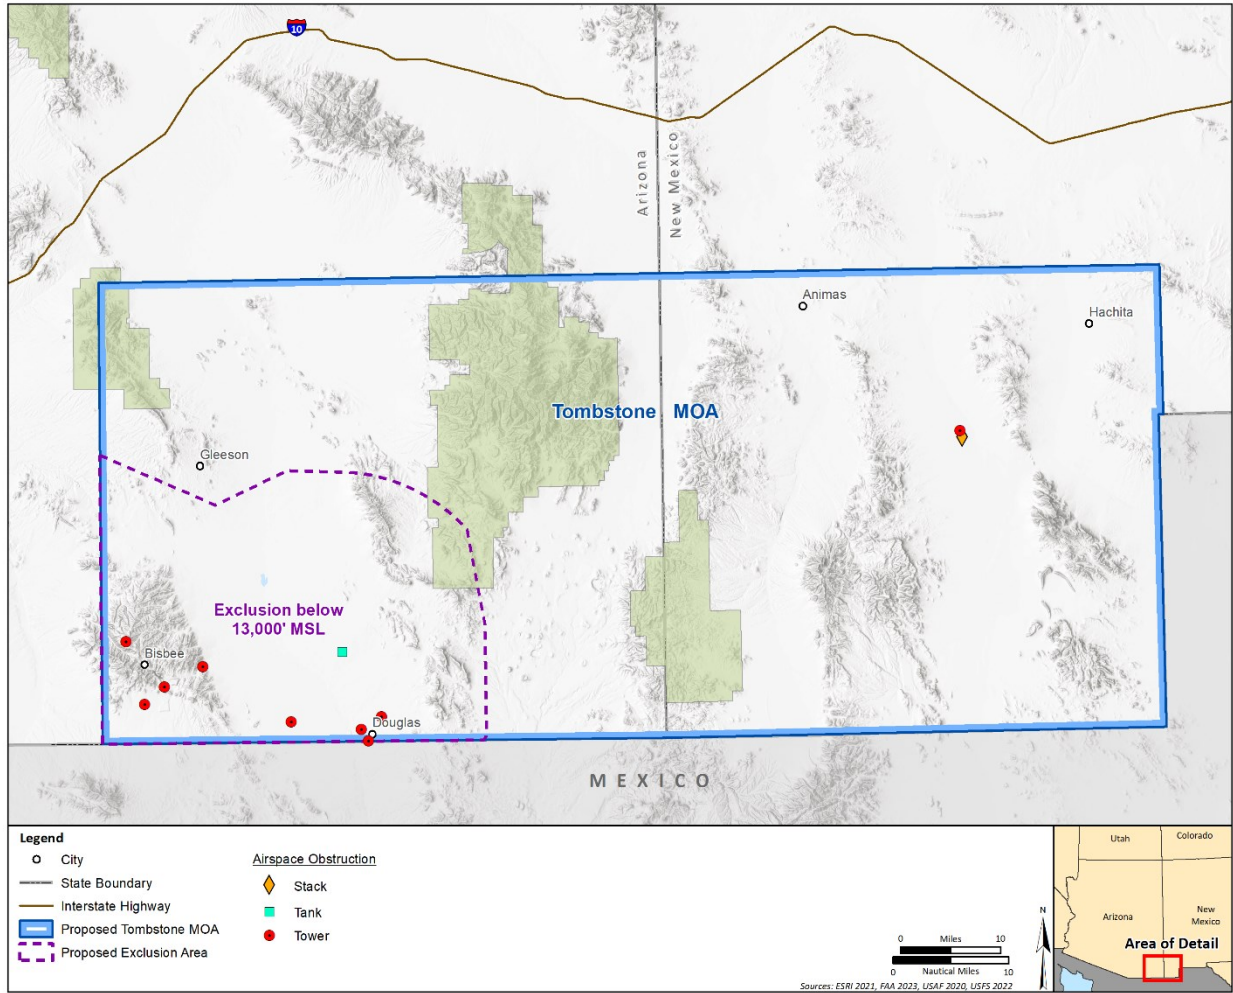 10
Arizona
New Mexico
Animas
Hachita
Tombstone MOA
Gleeson
Exclusion below
13,000' MSL
Bisbee
Douglas
MEXICO
Legend
City
State Boundary
Interstate Highway
Proposed Tombstone MOA
Proposed Exclusion Area
Airspace Obstruction
Stack
Tank
Tower
0 Miles 10
0 Nautical Miles 10
N
Sources: ESRI 2021, FAA 2023, USAF 2020, USFS 2022
Utah
Colorado
Arizona
New
Mexico
Area of Detail